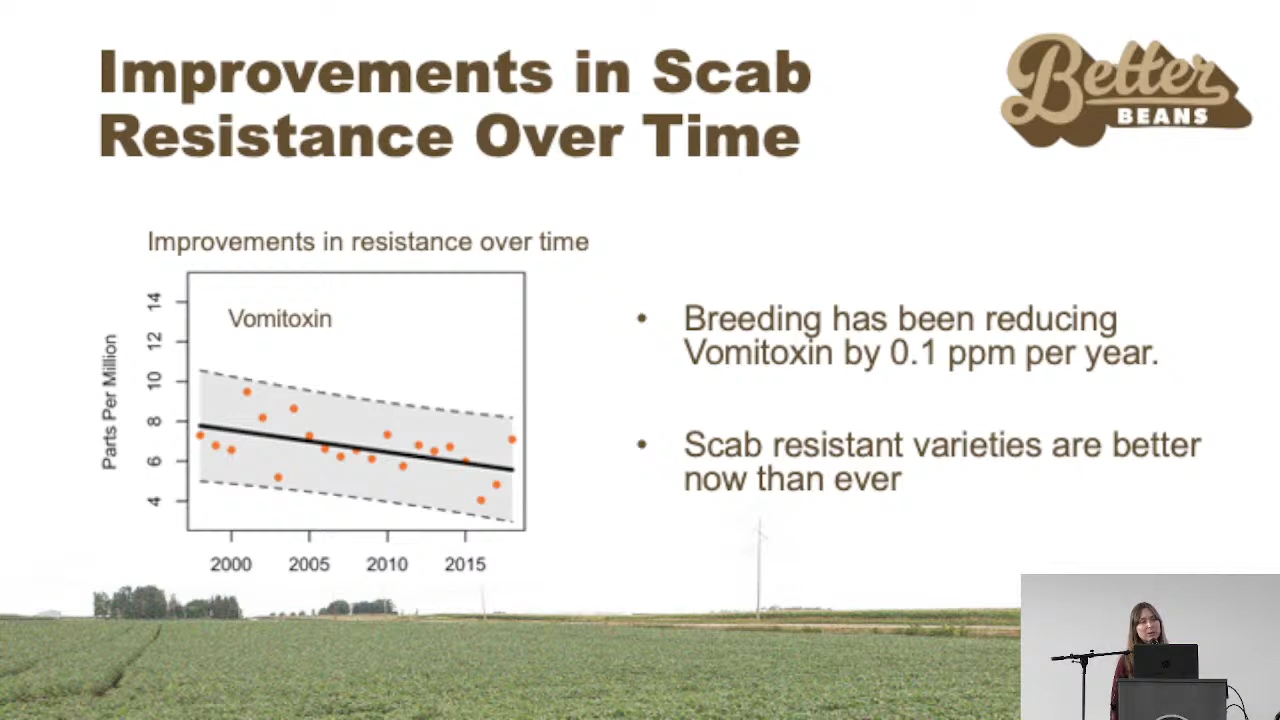 Improvements in Scab
Resistance Over Time
Better
BEANS
Improvements in resistance over time
Vomitoxin
Parts Per Million
14
12
10
8
6
4
2000
2005
2010
2015
• Breeding has been reducing
Vomitoxin by 0.1 ppm per year.
• Scab resistant varieties are better
now than ever